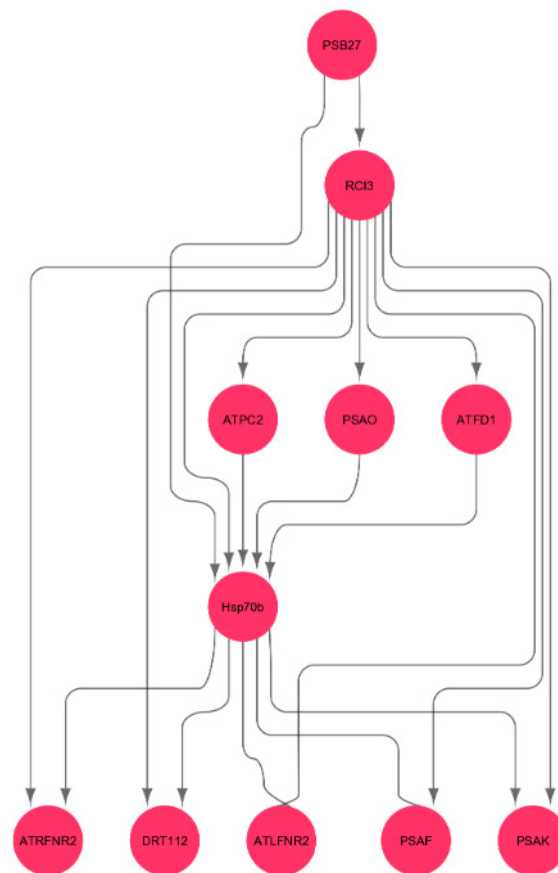 PSB27
RCI3
ATPC2
PSAO
ATFD1
Hsp70b
ATRFNR2
DRT112
ATLFNR2
PSAF
PSAK